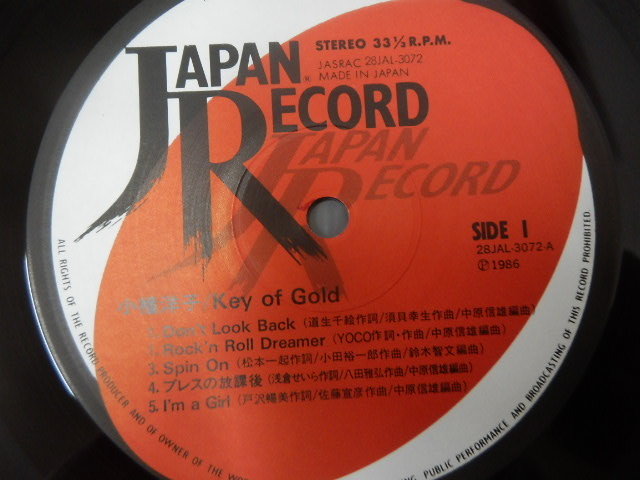 JAPAN RECORD®
STEREO 33⅓ R.P.M.
JASRAC 28JAL-3072
MADE IN JAPAN
JAPAN
RECORD
SIDE 1
28JAL-3072 A
Ⓟ1986
Key of Gold
1. Don't Look Back (道生千絵作詞/須貝幸生作曲/中原信雄編曲)
2. Rock'n Roll Dreamer (YOCO作詞・作曲/中原信雄編曲)
3. Spin On (松本一起作詞/小田裕一郎作曲/鈴木智文編曲)
4. ブレスの放課後 (浅倉せいら作詞/八田雅弘作曲/中原信雄編曲)
5. I'm a Girl (戸沢暢美作詞/佐藤宣彦作曲/中原信雄編曲)
ALL RIGHTS OF THE RECORD PRODUCER AND OF OWNER OF THE
ING, PUBLIC PERFORMANCE AND BROADCASTING OF THIS RECORD PROHIBITED.